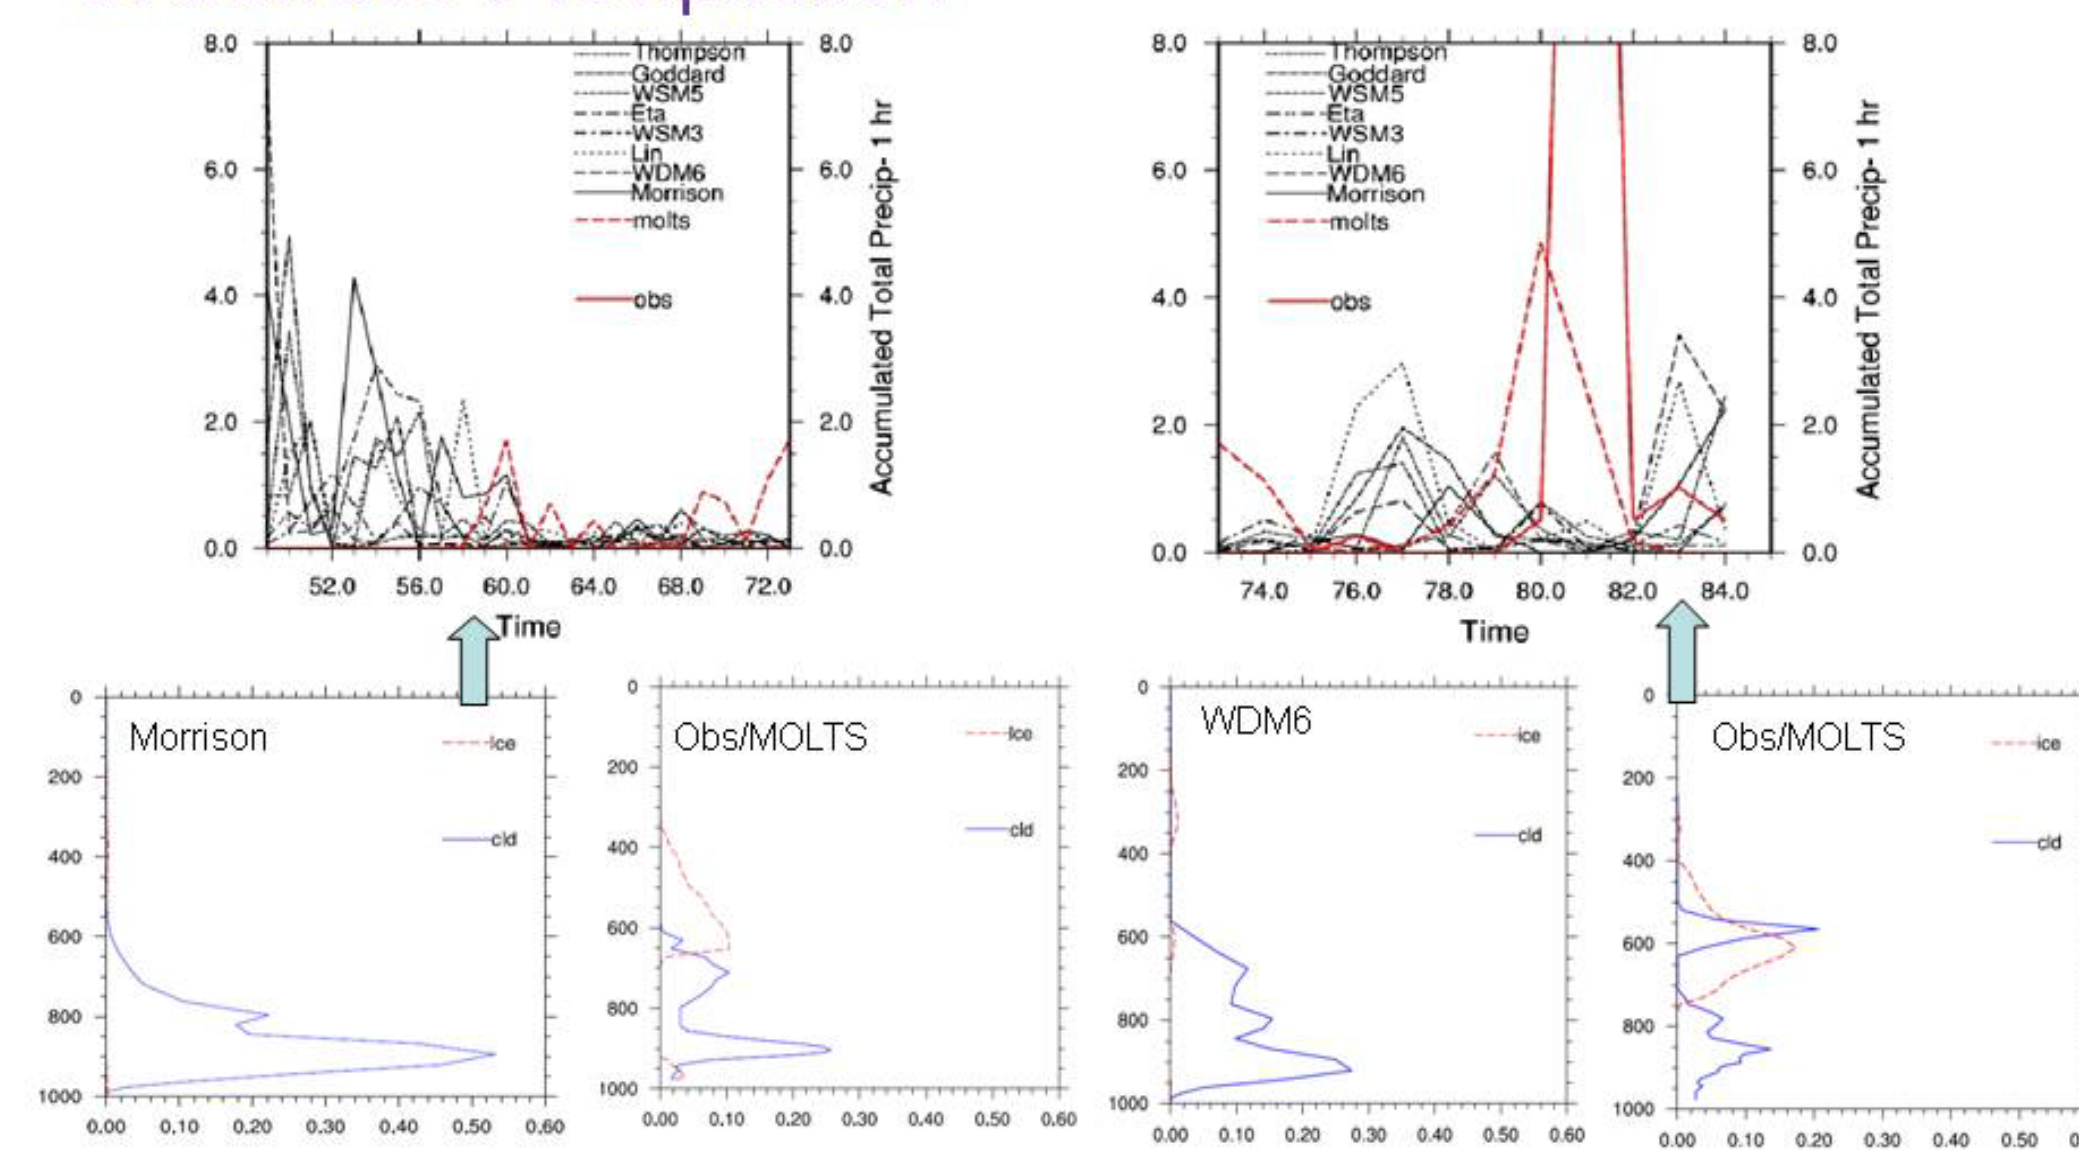 8.0 8.0
Thompson
Goddard
WSM5
Eta
WSM3
Lin
WDM6
Morrison
molts
obs
6.0 6.0
4.0 4.0
2.0 2.0
0.0 0.0
52.0 56.0 60.0 64.0 68.0 72.0
Time
Accumulated Total Precip- 1 hr
8.0 8.0
Thompson
Goddard
WSM5
Eta
WSM3
Lin
WDM6
Morrison
molts
obs
6.0 6.0
4.0 4.0
2.0 2.0
0.0 0.0
74.0 76.0 78.0 80.0 82.0 84.0
Time
Accumulated Total Precip- 1 hr
Morrison
ice
cld
0
200
400
600
800
1000
0.00 0.10 0.20 0.30 0.40 0.50 0.60
Obs/MOLTS
ice
cld
0
200
400
600
800
1000
0.00 0.10 0.20 0.30 0.40 0.50 0.60
WDM6
ice
cld
0
200
400
600
800
1000
0.00 0.10 0.20 0.30 0.40 0.50 0.60
Obs/MOLTS
ice
cld
0
200
400
600
800
1000
0.00 0.10 0.20 0.30 0.40 0.50